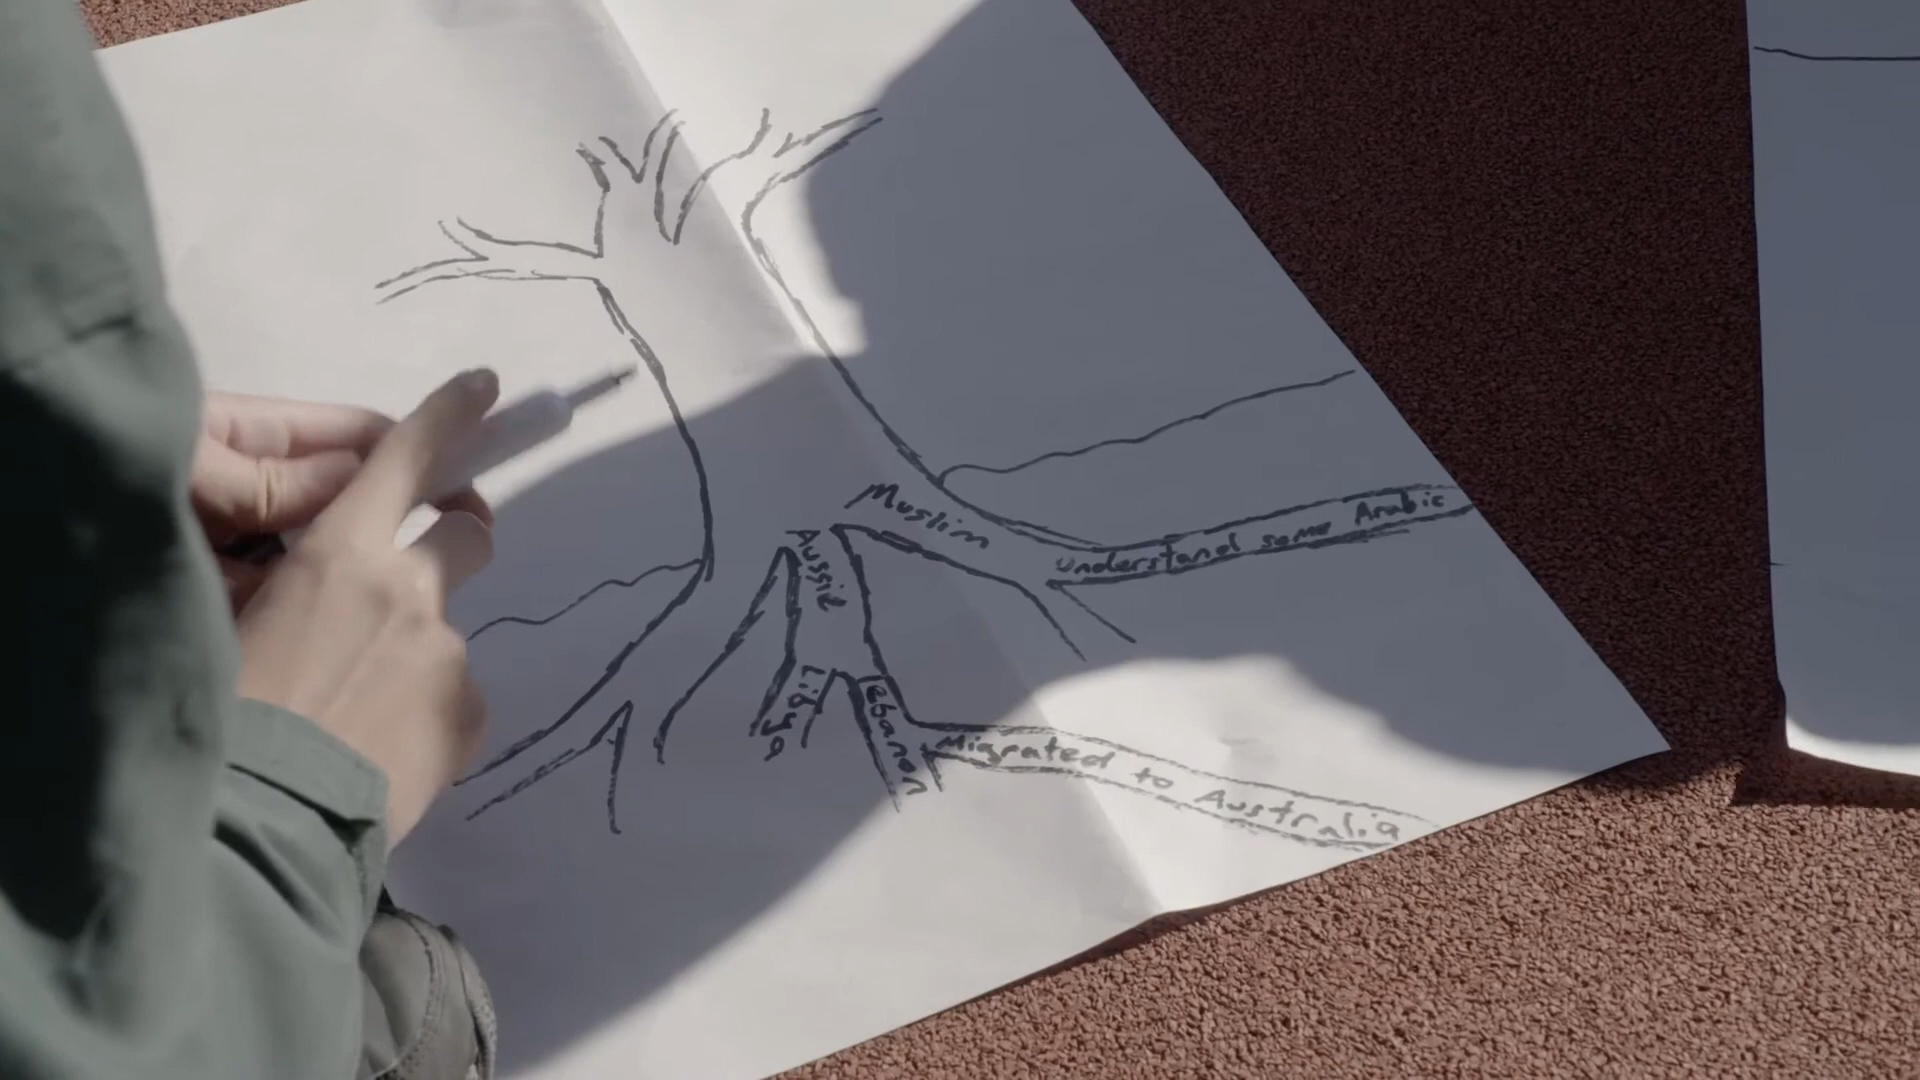 Muslim
Understand some Arabic
Aussie
Libya
Lebanon
Migrated to Australia